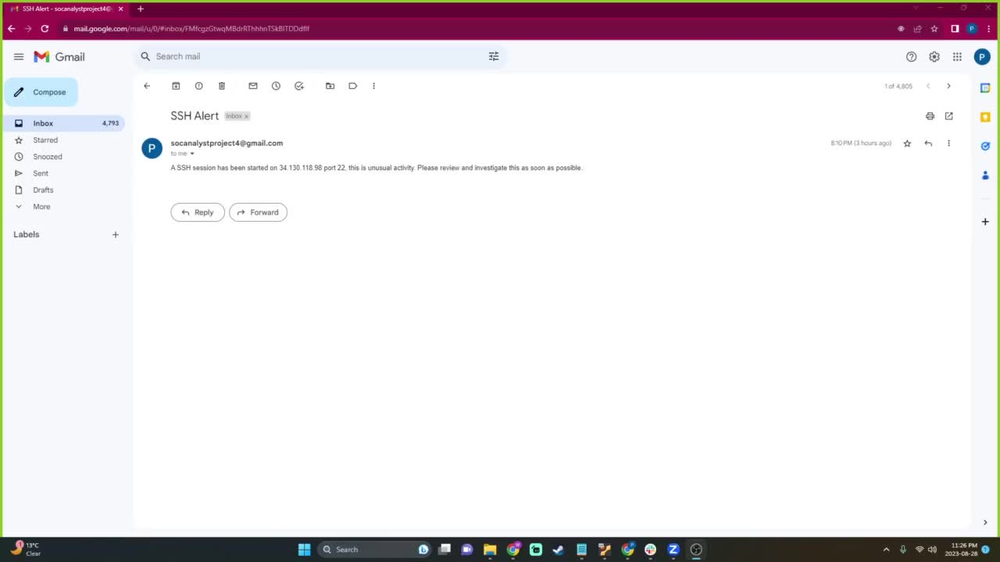 SSH Alert - socanalystproject4@
mail.google.com/mail/u/0/#inbox/FMfcgzGtwqMBdrRThhhnTSkBlTDDdflf
P
Gmail
Search mail
P
Compose
1 of 4,805
Inbox 4,793
SSH Alert Inbox x
Starred
P
socanalystproject4@gmail.com
8:10 PM (3 hours ago)
to me
Snoozed
A SSH session has been started on 34.130.118.98 port 22, this is unusual activity. Please review and investigate this as soon as possible.
Sent
Drafts
More
Reply
Forward
Labels
1
13°C
Clear
Search
W
P
11:26 PM
2023-08-28
1